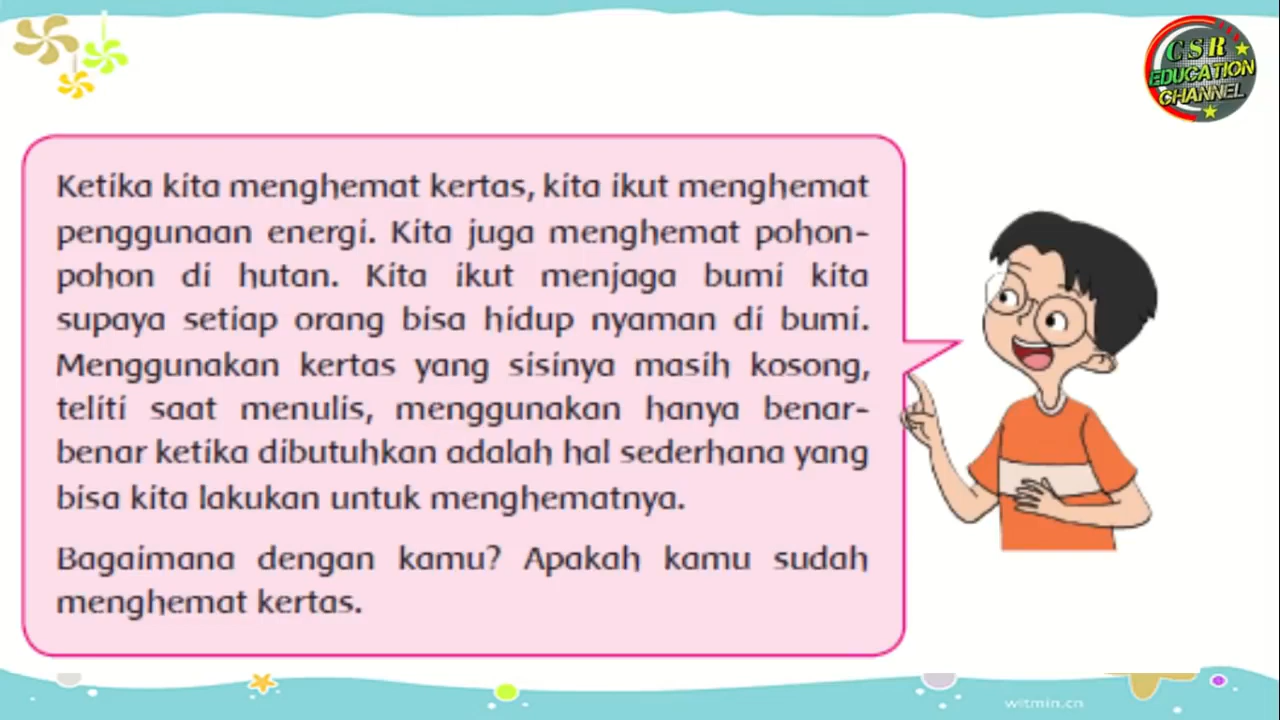 CSR
EDUCATION
CHANNEL
Ketika kita menghemat kertas, kita ikut menghemat
penggunaan energi. Kita juga menghemat pohon-
pohon di hutan. Kita ikut menjaga bumi kita
supaya setiap orang bisa hidup nyaman di bumi.
Menggunakan kertas yang sisinya masih kosong,
teliti saat menulis, menggunakan hanya benar-
benar ketika dibutuhkan adalah hal sederhana yang
bisa kita lakukan untuk menghematnya.
Bagaimana dengan kamu? Apakah kamu sudah
menghemat kertas.
witmin.cn